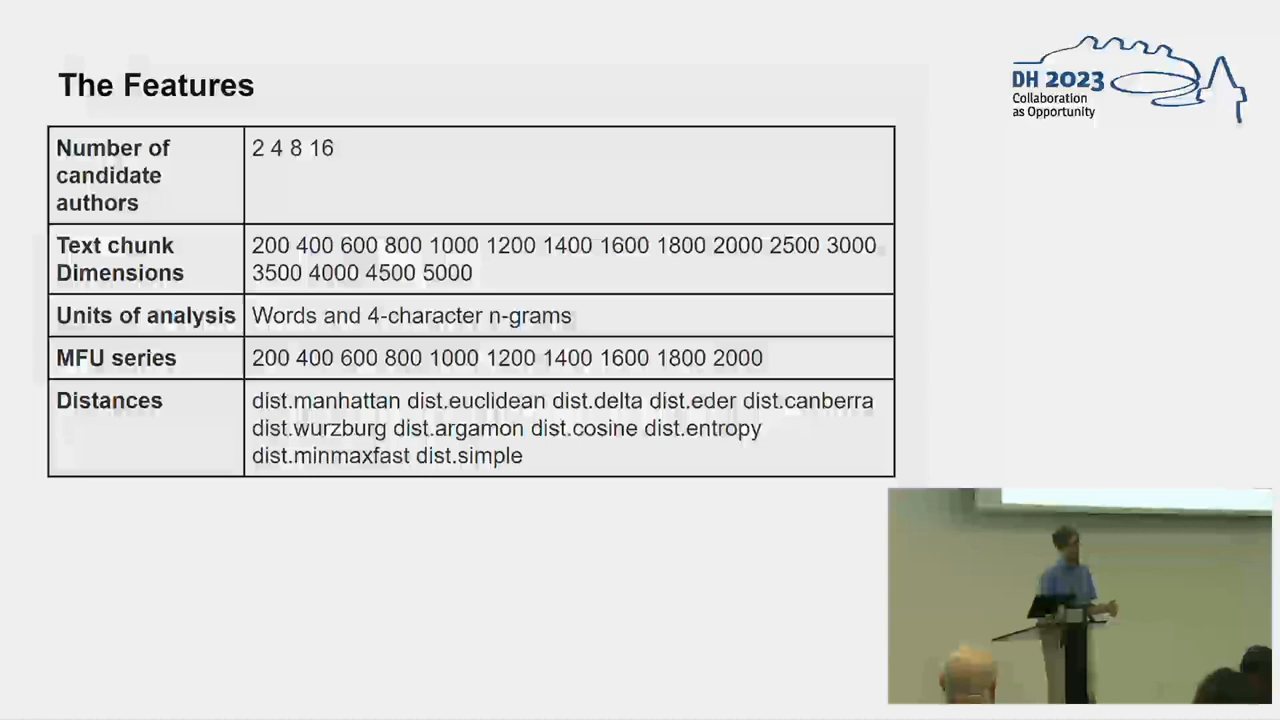 The Features
DH 2023
Collaboration
as Opportunity
Number of
candidate
authors
2 4 8 16
Text chunk
Dimensions
200 400 600 800 1000 1200 1400 1600 1800 2000 2500 3000
3500 4000 4500 5000
Units of analysis
Words and 4-character n-grams
MFU series
200 400 600 800 1000 1200 1400 1600 1800 2000
Distances
dist.manhattan dist.euclidean dist.delta dist.eder dist.canberra
dist.wurzburg dist.argamon dist.cosine dist.entropy
dist.minmaxfast dist.simple